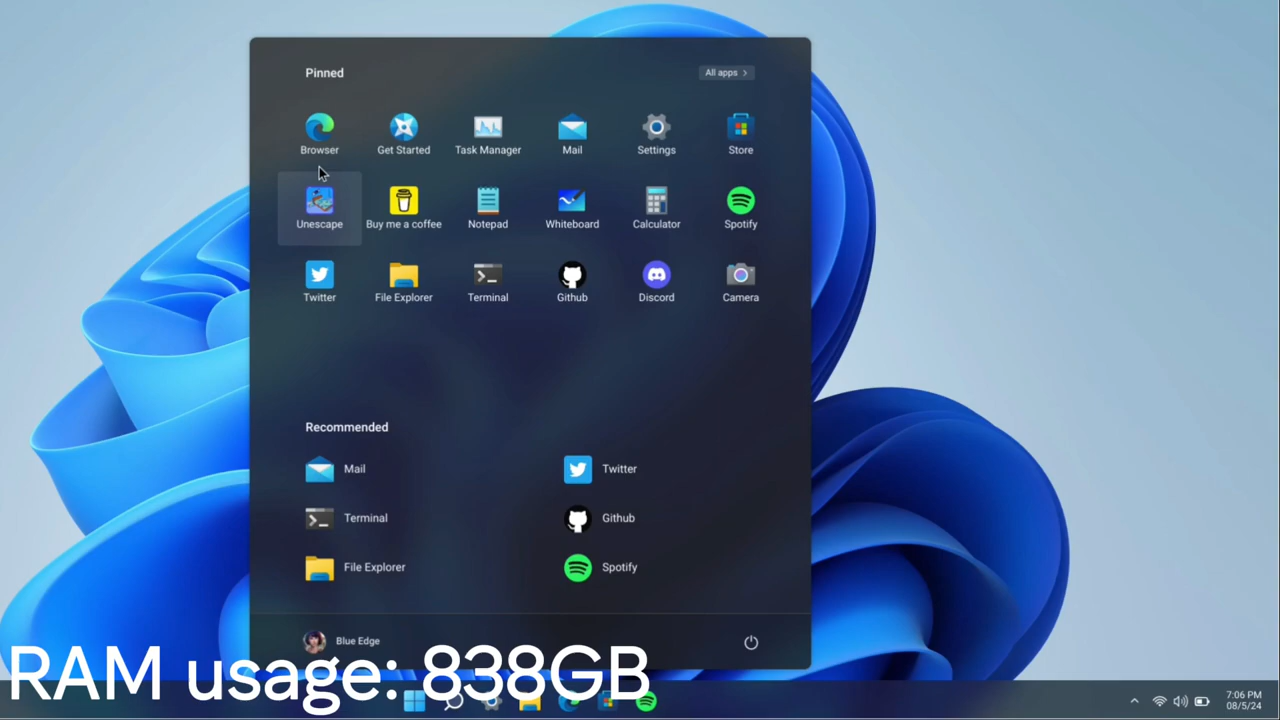 Pinned
All apps >
Browser Get Started Task Manager Mail Settings Store
Unescape Buy me a coffee Notepad Whiteboard Calculator Spotify
Twitter File Explorer Terminal Github Discord Camera
Recommended
Mail Twitter
Terminal Github
File Explorer Spotify
Blue Edge
RAM usage: 838GB
7:06 PM
08/5/24